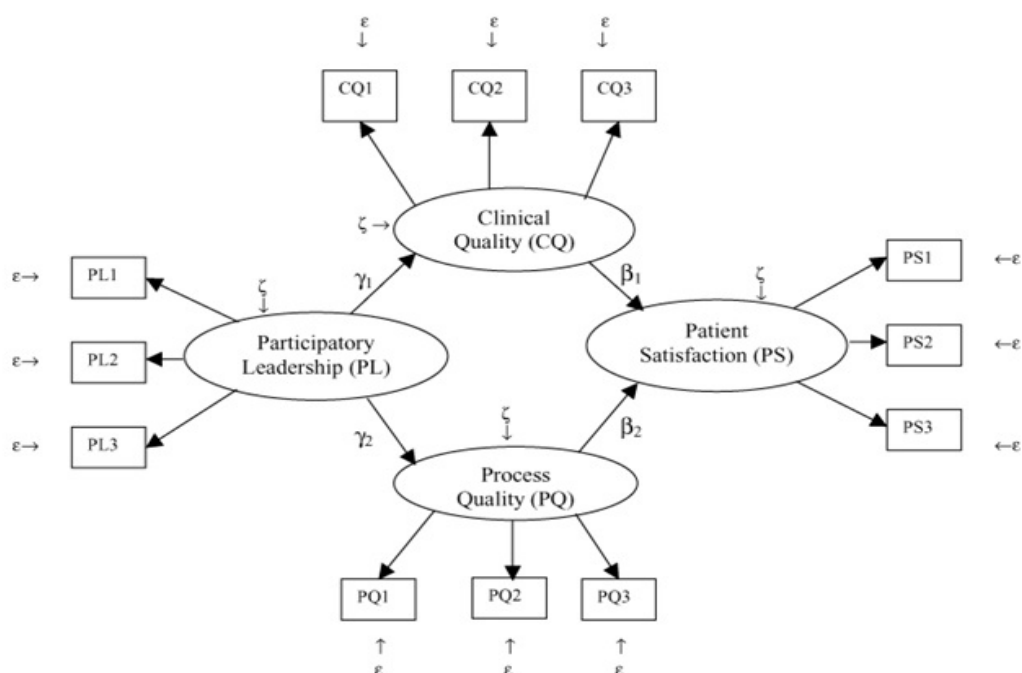 ε ε ε
↓ ↓ ↓
CQ1 CQ2 CQ3
ζ →
Clinical
Quality (CQ)
ε→ PL1
ε→ PL2
ε→ PL3
ζ
↓
Participatory
Leadership (PL)
γ1
γ2
β1
β2
ζ
↓
Patient
Satisfaction (PS)
PS1 ←ε
PS2 ←ε
PS3 ←ε
ζ
↓
Process
Quality (PQ)
PQ1 PQ2 PQ3
↑ ↑ ↑
ε ε ε